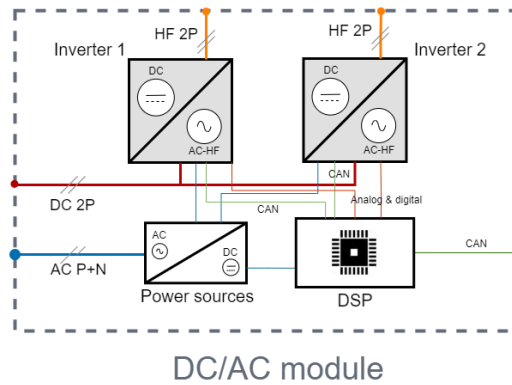 HF 2P
HF 2P
Inverter 1
Inverter 2
DC
DC
AC-HF
AC-HF
CAN
DC 2P
CAN
Analog & digital
AC
DC
CAN
AC P+N
Power sources
DSP
DC/AC module